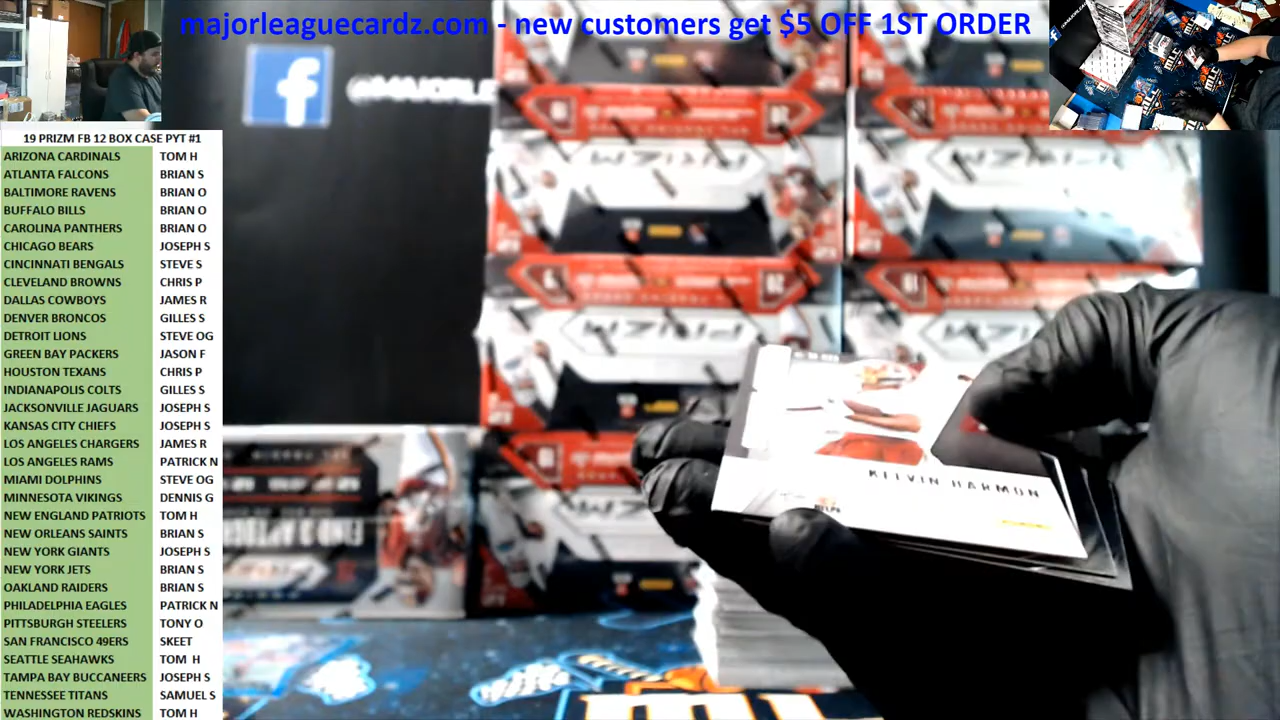 majorleaguecardz.com - new customers get $5 OFF 1ST ORDER
19 PRIZM FB 12 BOX CASE PYT #1
ARIZONA CARDINALS TOM H
ATLANTA FALCONS BRIAN S
BALTIMORE RAVENS BRIAN O
BUFFALO BILLS BRIAN O
CAROLINA PANTHERS BRIAN O
CHICAGO BEARS JOSEPH S
CINCINNATI BENGALS STEVE S
CLEVELAND BROWNS CHRIS P
DALLAS COWBOYS JAMES R
DENVER BRONCOS GILLES S
DETROIT LIONS STEVE OG
GREEN BAY PACKERS JASON F
HOUSTON TEXANS CHRIS P
INDIANAPOLIS COLTS GILLES S
JACKSONVILLE JAGUARS JOSEPH S
KANSAS CITY CHIEFS JOSEPH S
LOS ANGELES CHARGERS JAMES R
LOS ANGELES RAMS PATRICK N
MIAMI DOLPHINS STEVE OG
MINNESOTA VIKINGS DENNIS G
NEW ENGLAND PATRIOTS TOM H
NEW ORLEANS SAINTS BRIAN S
NEW YORK GIANTS JOSEPH S
NEW YORK JETS BRIAN S
OAKLAND RAIDERS BRIAN S
PHILADELPHIA EAGLES PATRICK N
PITTSBURGH STEELERS TONY O
SAN FRANCISCO 49ERS SKEET
SEATTLE SEAHAWKS TOM H
TAMPA BAY BUCCANEERS JOSEPH S
TENNESSEE TITANS SAMUEL S
WASHINGTON REDSKINS TOM H
f @MAJORLE
PRIZM
PRIZM
PRIZM
PRIZM
KELVIN HARMON